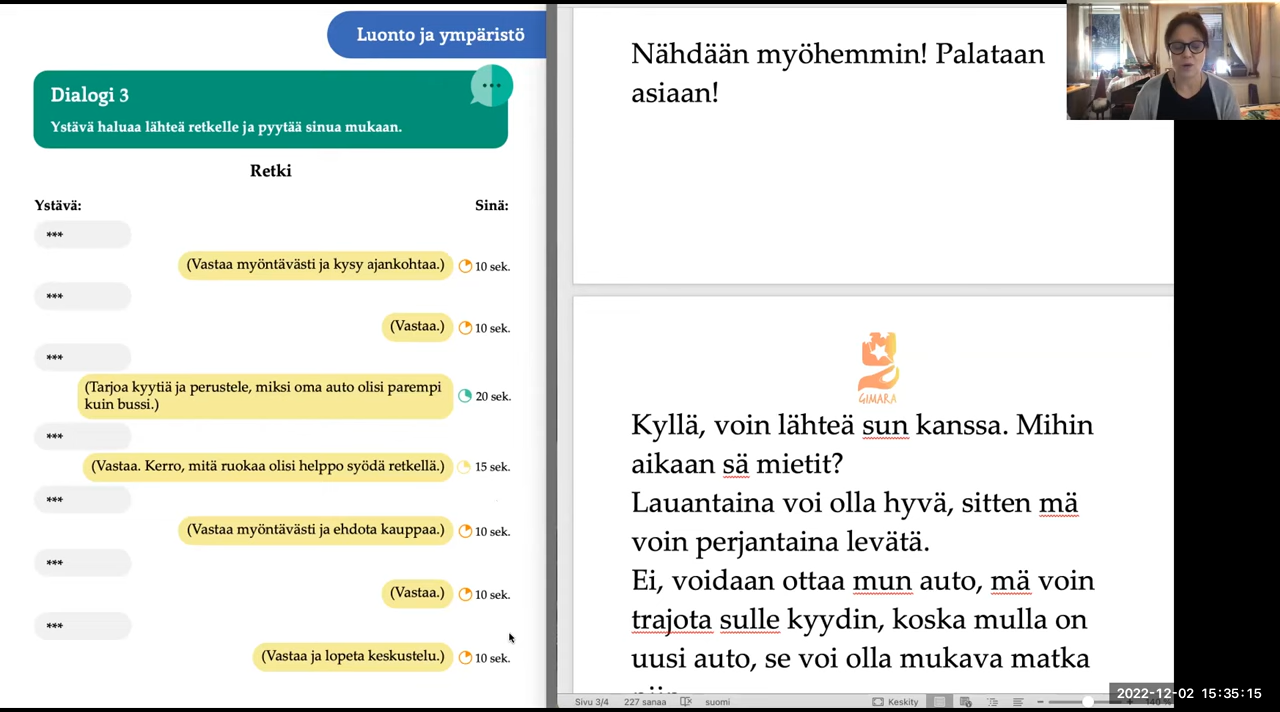 Luonto ja ympäristö
Dialogi 3
Ystävä haluaa lähteä retkelle ja pyytää sinua mukaan.
Retki
Ystävä:
Sinä:
***
(Vastaa myöntävästi ja kysy ajankohtaa.)
10 sek.
***
(Vastaa.)
10 sek.
***
(Tarjoa kyytiä ja perustele, miksi oma auto olisi parempi
kuin bussi.)
20 sek.
***
(Vastaa. Kerro, mitä ruokaa olisi helppo syödä retkellä.)
15 sek.
***
(Vastaa myöntävästi ja ehdota kauppaa.)
10 sek.
***
(Vastaa.)
10 sek.
***
(Vastaa ja lopeta keskustelu.)
10 sek.
Nähdään myöhemmin! Palataan
asiaan!
GIMARA
Kyllä, voin lähteä sun kanssa. Mihin
aikaan sä mietit?
Lauantaina voi olla hyvä, sitten mä
voin perjantaina levätä.
Ei, voidaan ottaa mun auto, mä voin
trajota sulle kyydin, koska mulla on
uusi auto, se voi olla mukava matka
Sivu 3/4
227 sanaa
suomi
Keskity
2022-12-02 15:35:15